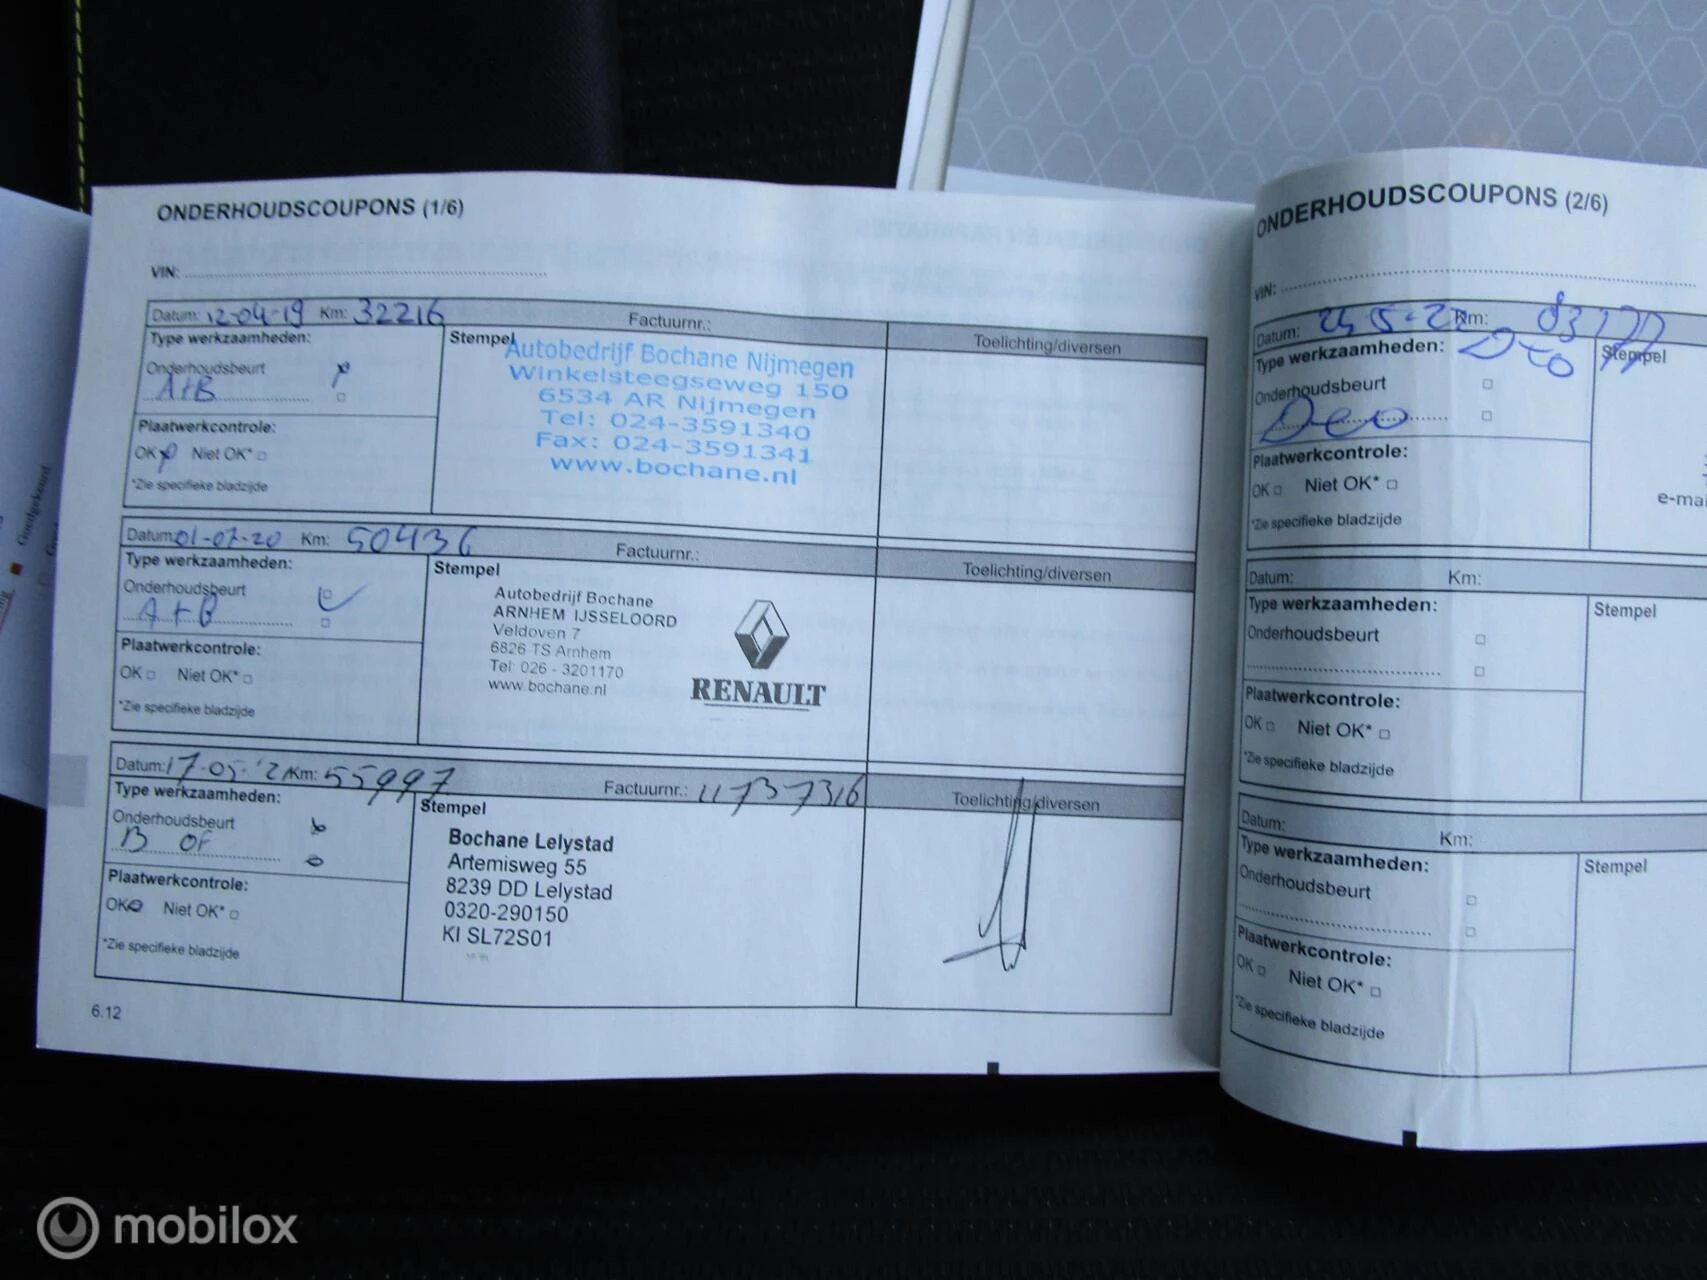 ONDERHOUDSCOUPONS (1/6)
VIN:
Datum: 12-04-19 Km: 32216 Factuurnr.:
Type werkzaamheden:
Onderhoudsbeurt
A+B
Plaatwerkcontrole:
OK Niet OK*
*Zie specifieke bladzijde
Stempel
Autobedrijf Bochane Nijmegen
Winkelsteegseweg 150
6534 AR Nijmegen
Tel: 024-3591340
Fax: 024-3591341
www.bochane.nl
Toelichting/diversen
Datum: 01-07-20 Km: 50436 Factuurnr.:
Type werkzaamheden:
Onderhoudsbeurt
A+B
Plaatwerkcontrole:
OK Niet OK*
*Zie specifieke bladzijde
Stempel
Autobedrijf Bochane
ARNHEM IJSSELOORD
Veldoven 7
6826 TS Arnhem
Tel: 026 - 3201170
www.bochane.nl
RENAULT
Toelichting/diversen
Datum: 17-05-'21 Km: 55997 Factuurnr.: 11737316
Type werkzaamheden:
Onderhoudsbeurt
B OF
Plaatwerkcontrole:
OK Niet OK*
*Zie specifieke bladzijde
Stempel
Bochane Lelystad
Artemisweg 55
8239 DD Lelystad
0320-290150
KI SL72S01
Toelichting/diversen
6.12
ONDERHOUDSCOUPONS (2/6)
VIN:
Datum: Km:
Type werkzaamheden:
Onderhoudsbeurt
Plaatwerkcontrole:
OK Niet OK*
*Zie specifieke bladzijde
Stempel
e-mai
Datum: Km:
Type werkzaamheden:
Onderhoudsbeurt
Plaatwerkcontrole:
OK Niet OK*
*Zie specifieke bladzijde
Stempel
Datum: Km:
Type werkzaamheden:
Onderhoudsbeurt
Plaatwerkcontrole:
OK Niet OK*
*Zie specifieke bladzijde
Stempel
Goedgekeurd
mobilox